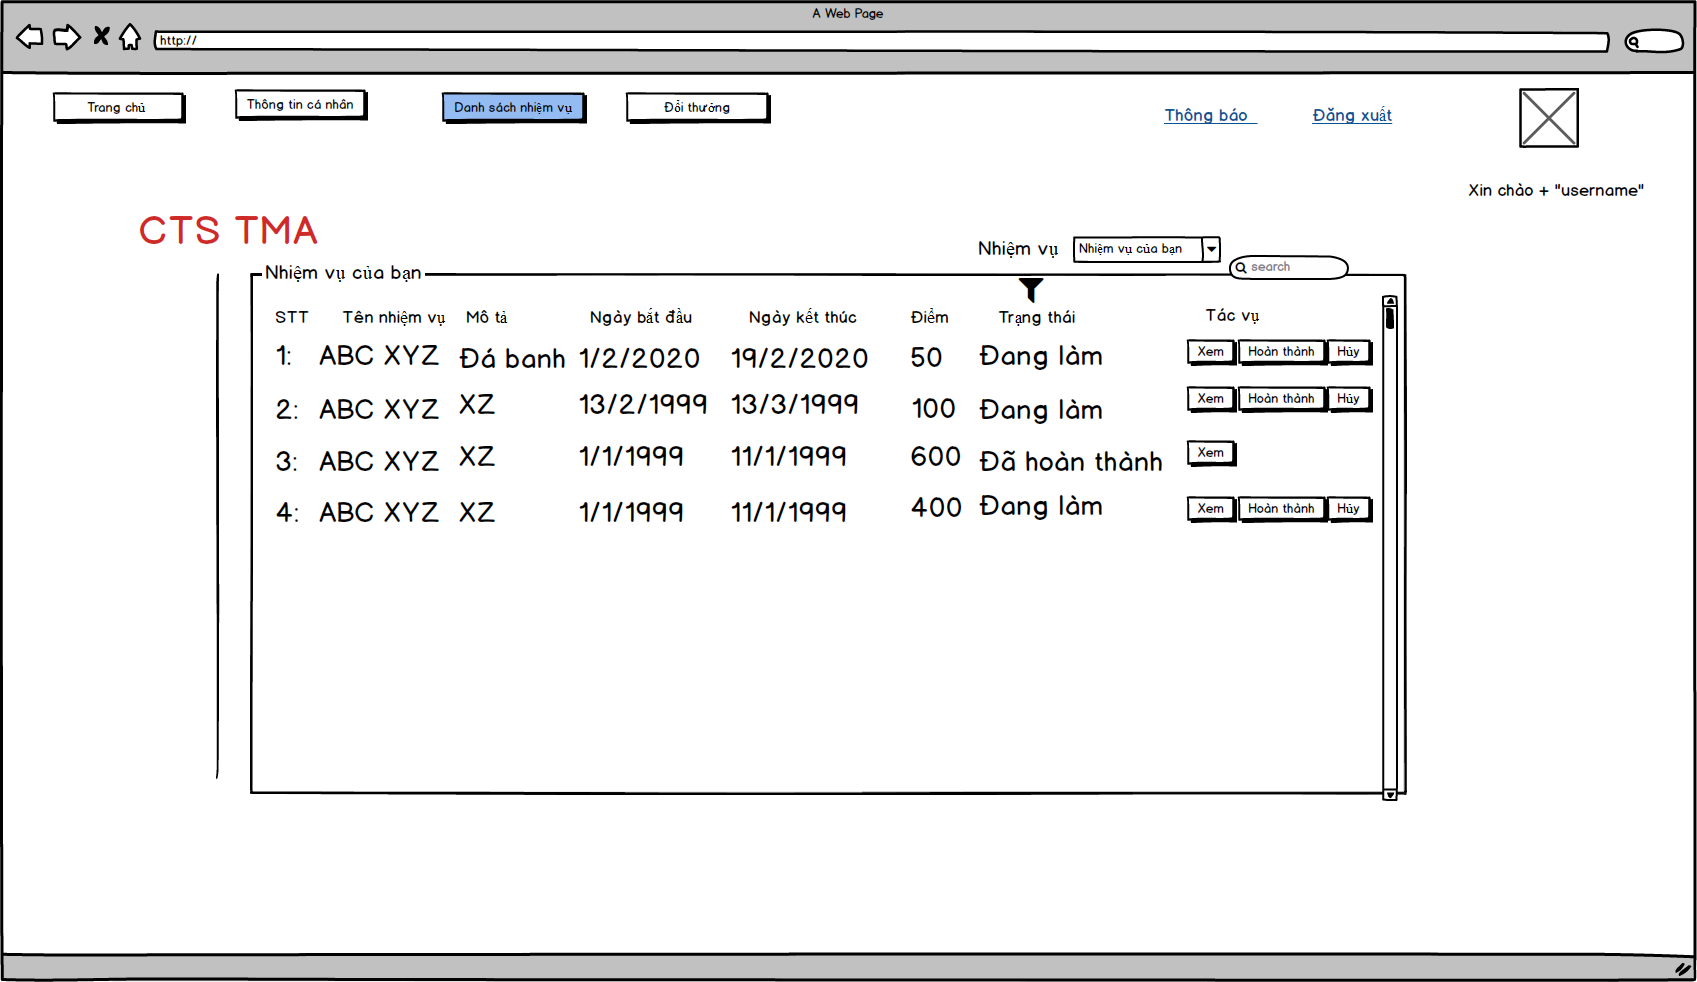 A Web Page
http://
Trang chủ
Thông tin cá nhân
Danh sách nhiệm vụ
Đổi thưởng
Thông báo
Đăng xuất
Xin chào + "username"
CTS TMA
Nhiệm vụ
Nhiệm vụ của bạn
search
Nhiệm vụ của bạn
STT Tên nhiệm vụ Mô tả Ngày bắt đầu Ngày kết thúc Điểm Trạng thái Tác vụ
1: ABC XYZ Đá banh 1/2/2020 19/2/2020 50 Đang làm Xem Hoàn thành Hủy
2: ABC XYZ XZ 13/2/1999 13/3/1999 100 Đang làm Xem Hoàn thành Hủy
3: ABC XYZ XZ 1/1/1999 11/1/1999 600 Đã hoàn thành Xem
4: ABC XYZ XZ 1/1/1999 11/1/1999 400 Đang làm Xem Hoàn thành Hủy